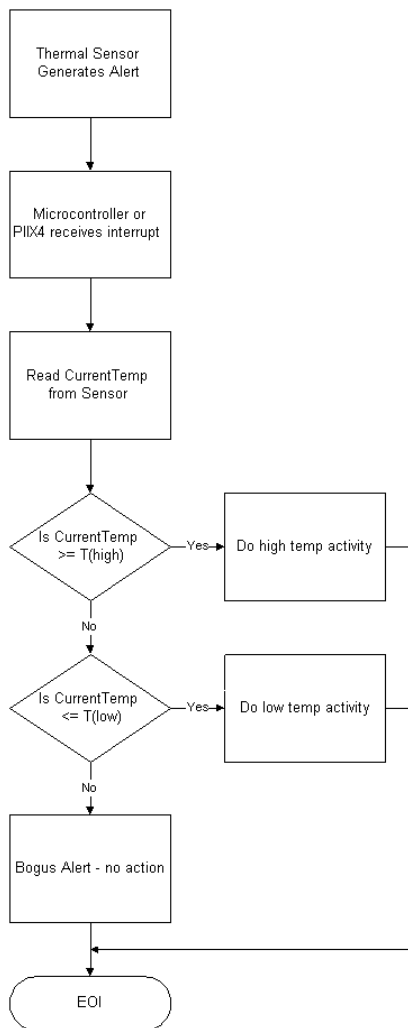 Thermal Sensor
Generates Alert
Microcontroller or
PIIX4 receives interrupt
Read CurrentTemp
from Sensor
Is CurrentTemp
>= T(high)
Yes
Do high temp activity
No
Is CurrentTemp
<= T(low)
Yes
Do low temp activity
No
Bogus Alert - no action
EOI